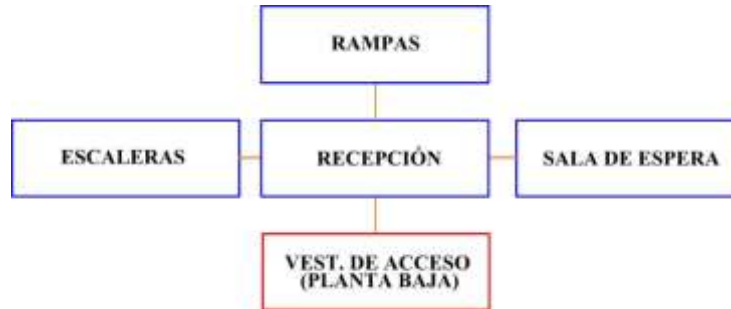 RAMPAS
ESCALERAS
RECEPCIÓN
SALA DE ESPERA
VEST. DE ACCESO
(PLANTA BAJA)